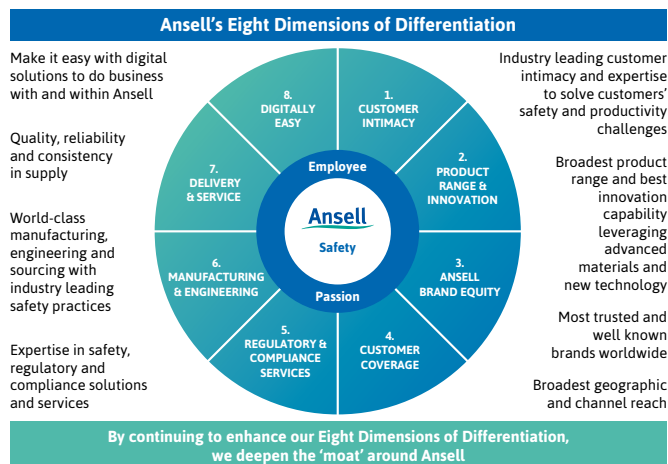 Ansell's Eight Dimensions of Differentiation
Make it easy with digital
solutions to do business
with and within Ansell
Quality, reliability
and consistency
in supply
World-class
manufacturing,
engineering and
sourcing with
industry leading
safety practices
Expertise in safety,
regulatory and
compliance solutions
and services
8.
DIGITALLY
EASY
1.
CUSTOMER
INTIMACY
7.
DELIVERY
& SERVICE
2.
PRODUCT
RANGE &
INNOVATION
6.
MANUFACTURING
& ENGINEERING
3.
ANSELL
BRAND EQUITY
5.
REGULATORY &
COMPLIANCE
SERVICES
4.
CUSTOMER
COVERAGE
Employee
Ansell
Safety
Passion
Industry leading customer
intimacy and expertise
to solve customers'
safety and productivity
challenges
Broadest product
range and best
innovation
capability
leveraging
advanced
materials and
new technology
Most trusted and
well known
brands worldwide
Broadest geographic
and channel reach
By continuing to enhance our Eight Dimensions of Differentiation,
we deepen the 'moat' around Ansell